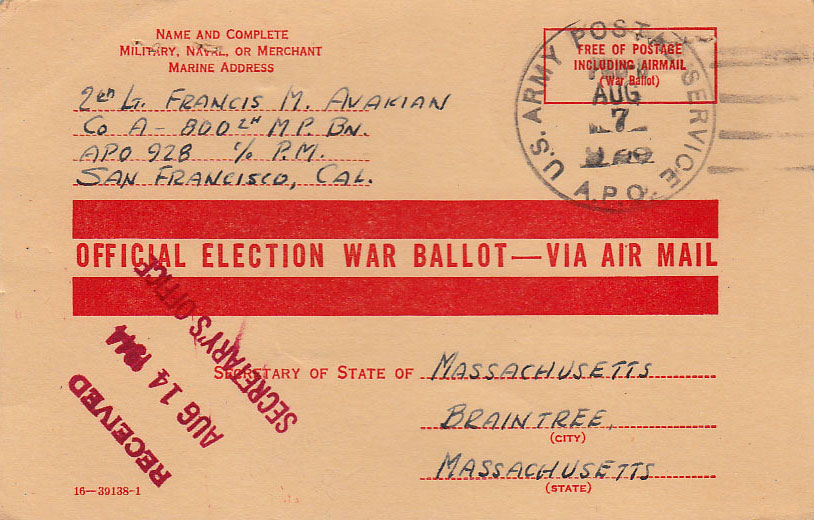 NAME AND COMPLETE
MILITARY, NAVAL, OR MERCHANT
MARINE ADDRESS
2nd LT. FRANCIS M. AVAKIAN
CO A - 800th M P. BN.
APO 928 % P.M.
SAN FRANCISCO, CAL.
FREE OF POSTAGE
INCLUDING AIRMAIL
(War Ballot)
U.S. ARMY POSTAL SERVICE
A.P.O.
AUG
7
OFFICIAL ELECTION WAR BALLOT—VIA AIR MAIL
RECEIVED
AUG 14 1944
SECRETARY'S OFFICE
SECRETARY OF STATE OF MASSACHUSETTS
BRAINTREE,
(CITY)
MASSACHUSETTS
(STATE)
16—39138-1